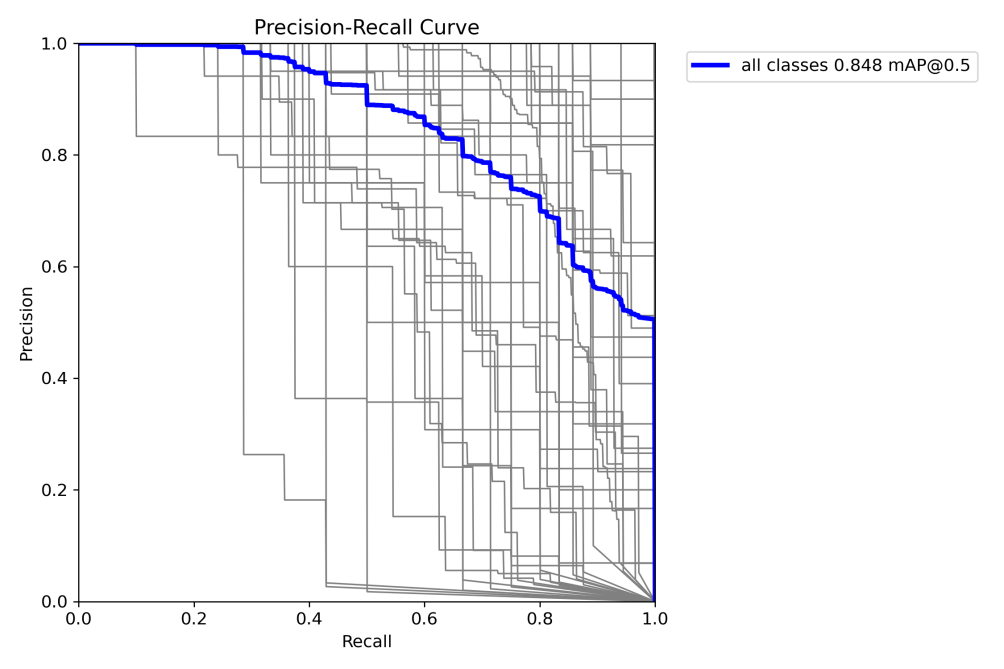 Precision-Recall Curve
all classes 0.848 mAP@0.5
1.0
0.8
0.6
0.4
0.2
0.0
Precision
0.0 0.2 0.4 0.6 0.8 1.0
Recall